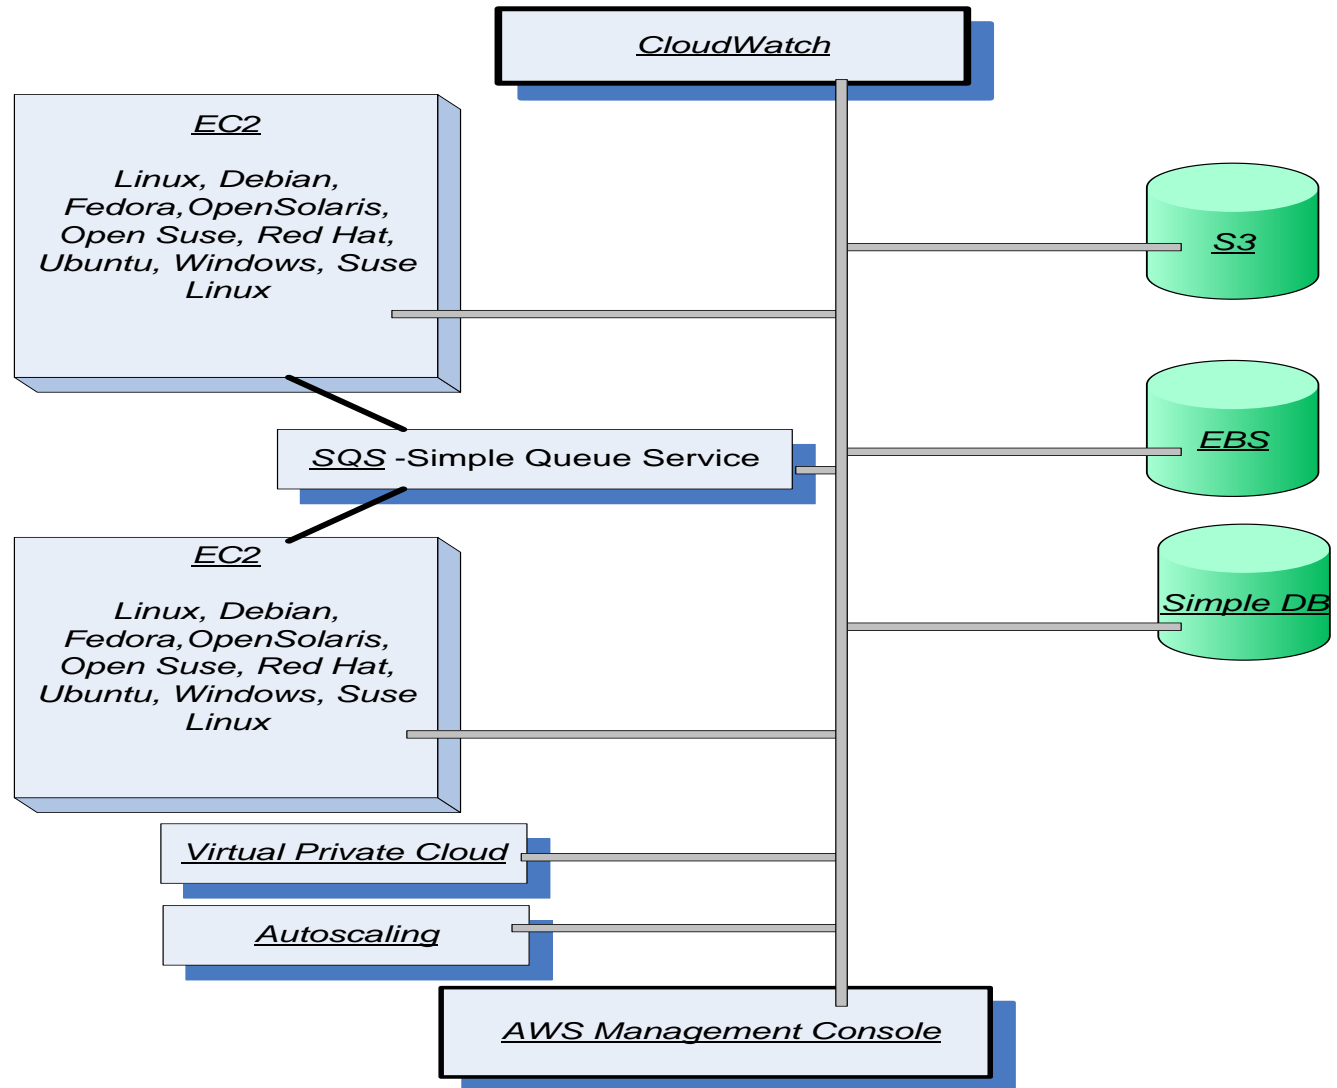 CloudWatch
EC2
Linux, Debian,
Fedora,OpenSolaris,
Open Suse, Red Hat,
Ubuntu, Windows, Suse
Linux
S3
EBS
SQS -Simple Queue Service
EC2
Linux, Debian,
Fedora,OpenSolaris,
Open Suse, Red Hat,
Ubuntu, Windows, Suse
Linux
Simple DB
Virtual Private Cloud
Autoscaling
AWS Management Console